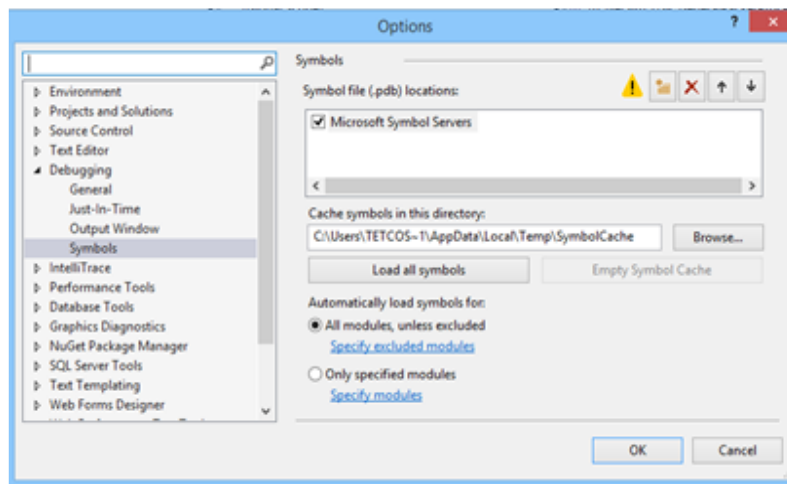 Options
?
Symbols
Symbol file (.pdb) locations:
Environment
Projects and Solutions
Source Control
Text Editor
Debugging
General
Just-In-Time
Output Window
Symbols
IntelliTrace
Performance Tools
Database Tools
Graphics Diagnostics
NuGet Package Manager
SQL Server Tools
Text Templating
Web Forms Designer
Microsoft Symbol Servers
Cache symbols in this directory:
C:\Users\TETCOS~1\AppData\Local\Temp\SymbolCache
Browse...
Load all symbols
Empty Symbol Cache
Automatically load symbols for:
All modules, unless excluded
Specify excluded modules
Only specified modules
Specify modules
OK
Cancel